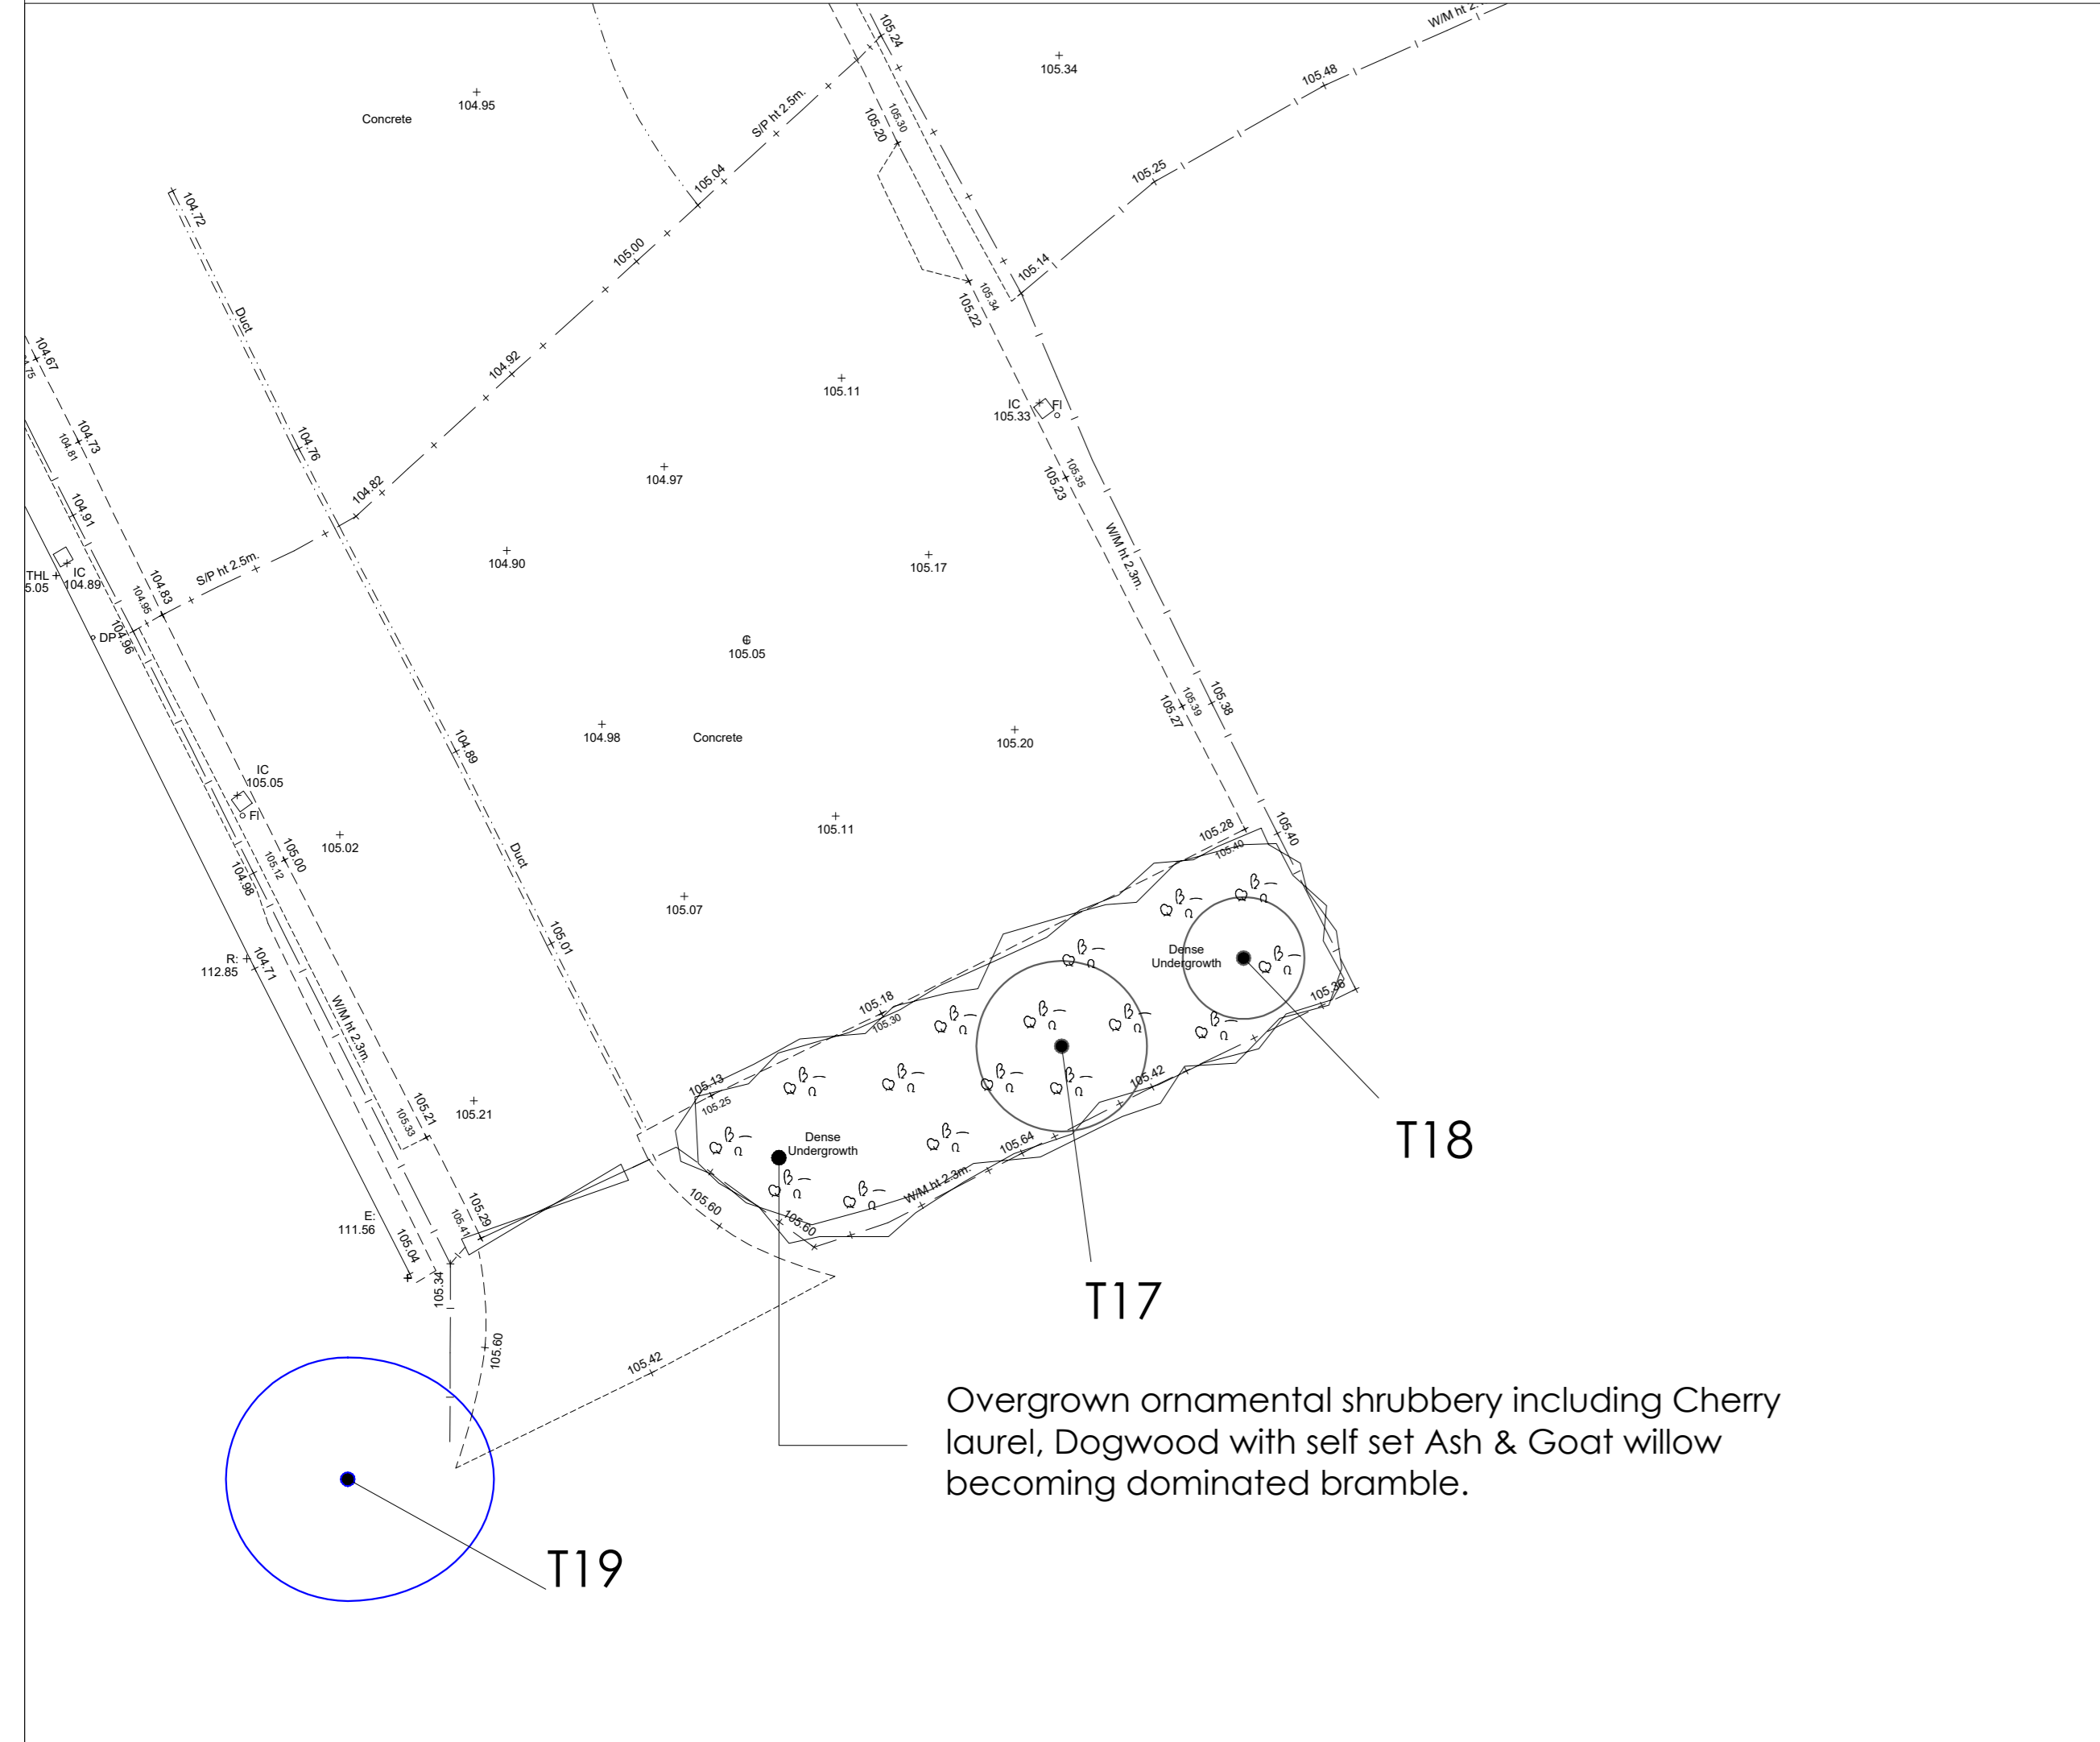 W/M ht 2.
105.24
105.34
105.48
104.95
Concrete
S/P ht 2.5m.
105.20
105.30
105.04
105.25
104.72
105.00
105.14
105.34
105.22
Duct
104.67
104.92
105.11
IC
105.33
FI
104.73
104.81
104.76
104.97
105.35
105.23
104.82
104.91
W/M ht 2.3m.
104.90
105.17
S/P ht 2.5m.
THL
IC
5.05
104.89
104.83
104.95
DP
104.96
105.05
105.38
105.39
105.27
104.98
Concrete
105.20
104.89
IC
105.05
FI
105.02
105.11
105.28
105.40
105.40
105.00
105.12
104.98
Duct
105.07
105.01
Dense
Undergrowth
R:
112.85
104.71
105.18
105.30
105.38
W/M ht 2.3m.
105.13
105.25
105.42
105.21
105.33
105.21
T18
Dense
Undergrowth
105.64
W/M ht 2.3m.
105.60
105.60
E:
111.56
105.29
105.41
105.04
105.34
T17
105.60
105.42
Overgrown ornamental shrubbery including Cherry
laurel, Dogwood with self set Ash & Goat willow
becoming dominated bramble.
T19